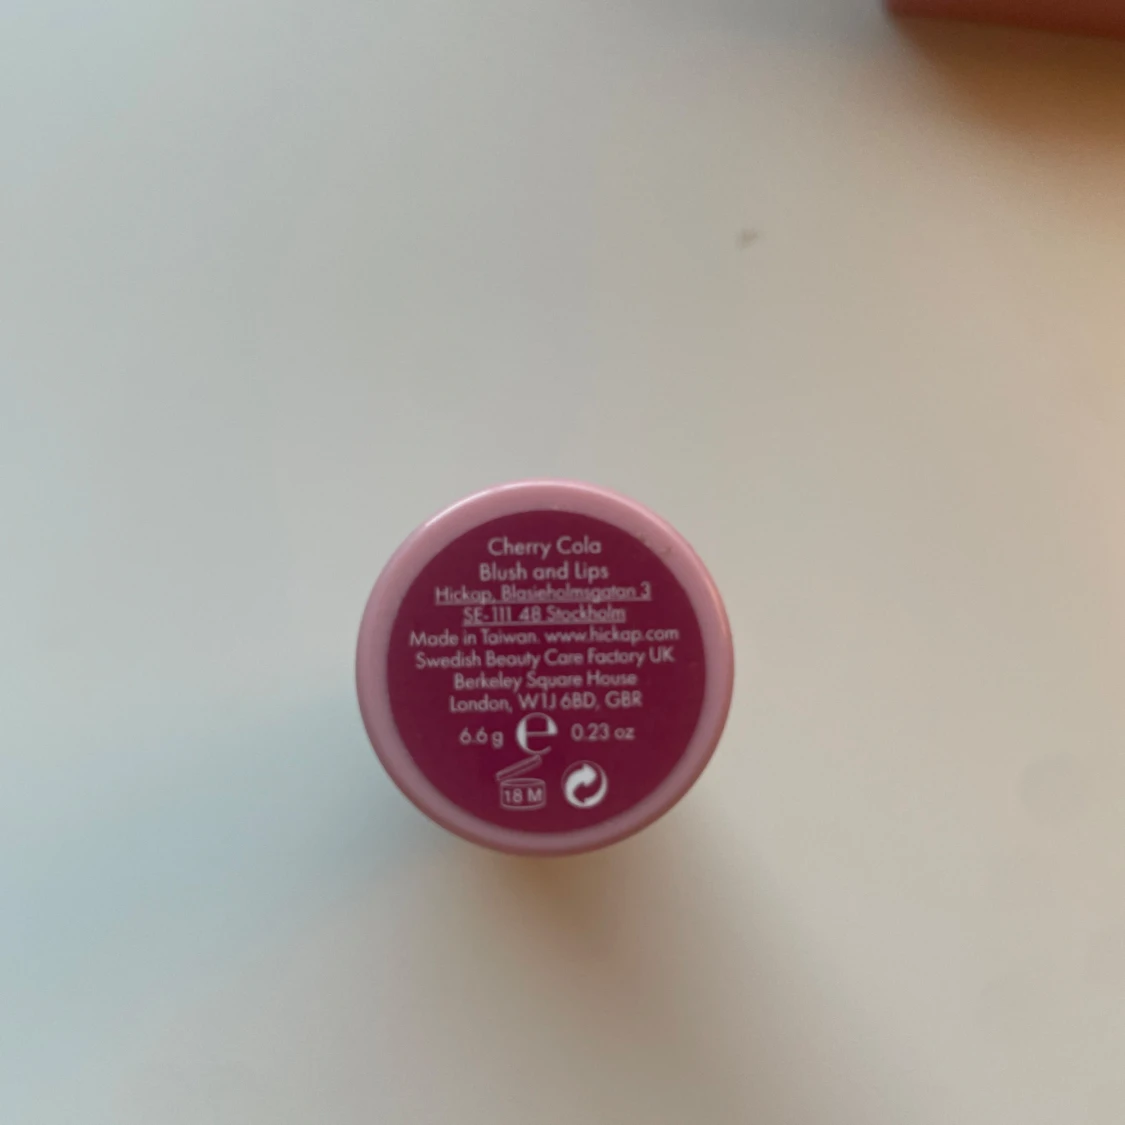 Cherry Cola
Blush and Lips
Hickap, Blasieholmsgatan 3
SE-111 48 Stockholm
Made in Taiwan. www.hickap.com
Swedish Beauty Care Factory UK
Berkeley Square House
London, W1J 6BD, GBR
6.6 g e 0.23 oz
18 M